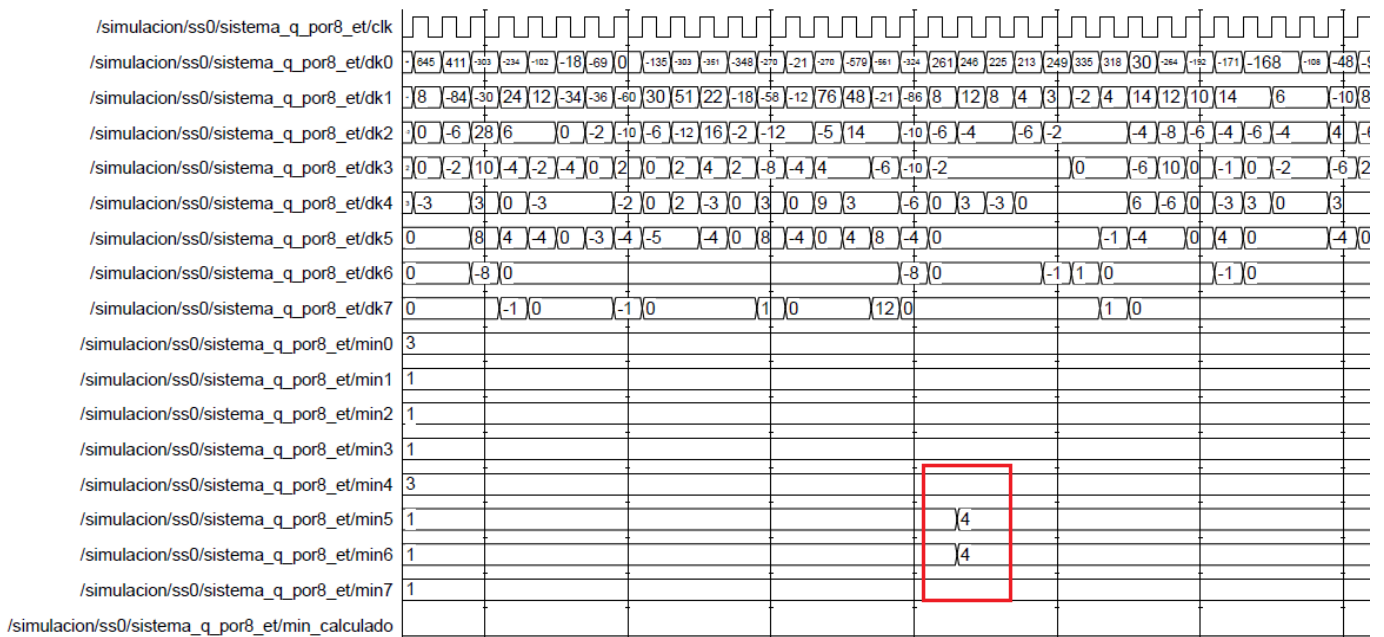 /simulacion/ss0/sistema_q_por8_et/clk
/simulacion/ss0/sistema_q_por8_et/dk0 645 411 -303 -234 -102 -18 -69 0 -135 -303 -351 -348 -270 -21 -270 -579 -561 -324 261 246 225 213 249 335 318 30 -264 -192 -171 -168 -108 -48
/simulacion/ss0/sistema_q_por8_et/dk1 8 -84 -30 24 12 -34 -36 -60 30 51 22 -18 -58 -12 76 48 -21 -86 8 12 8 4 3 -2 4 14 12 10 14 6 -10 8
/simulacion/ss0/sistema_q_por8_et/dk2 0 -6 28 6 0 -2 -10 -6 -12 16 -2 -12 -5 14 -10 -6 -4 -6 -2 -4 -8 -6 -4 -6 -4 4
/simulacion/ss0/sistema_q_por8_et/dk3 0 -2 10 -4 -2 -4 0 2 0 2 4 2 -8 -4 4 -6 -10 -2 0 -6 10 0 -1 0 -2 -6 2
/simulacion/ss0/sistema_q_por8_et/dk4 -3 3 0 -3 -2 0 2 -3 0 3 0 9 3 -6 0 3 -3 0 6 -6 0 -3 3 0 3
/simulacion/ss0/sistema_q_por8_et/dk5 0 8 4 -4 0 -3 -4 -5 -4 0 8 -4 0 4 8 -4 0 -1 -4 0 4 0 -4 0
/simulacion/ss0/sistema_q_por8_et/dk6 0 -8 0 -8 0 -1 1 0 -1 0
/simulacion/ss0/sistema_q_por8_et/dk7 0 -1 0 -1 0 1 0 12 0 1 0
/simulacion/ss0/sistema_q_por8_et/min0 3
/simulacion/ss0/sistema_q_por8_et/min1 1
/simulacion/ss0/sistema_q_por8_et/min2 1
/simulacion/ss0/sistema_q_por8_et/min3 1
/simulacion/ss0/sistema_q_por8_et/min4 3
/simulacion/ss0/sistema_q_por8_et/min5 1 4
/simulacion/ss0/sistema_q_por8_et/min6 1 4
/simulacion/ss0/sistema_q_por8_et/min7 1
/simulacion/ss0/sistema_q_por8_et/min_calculado